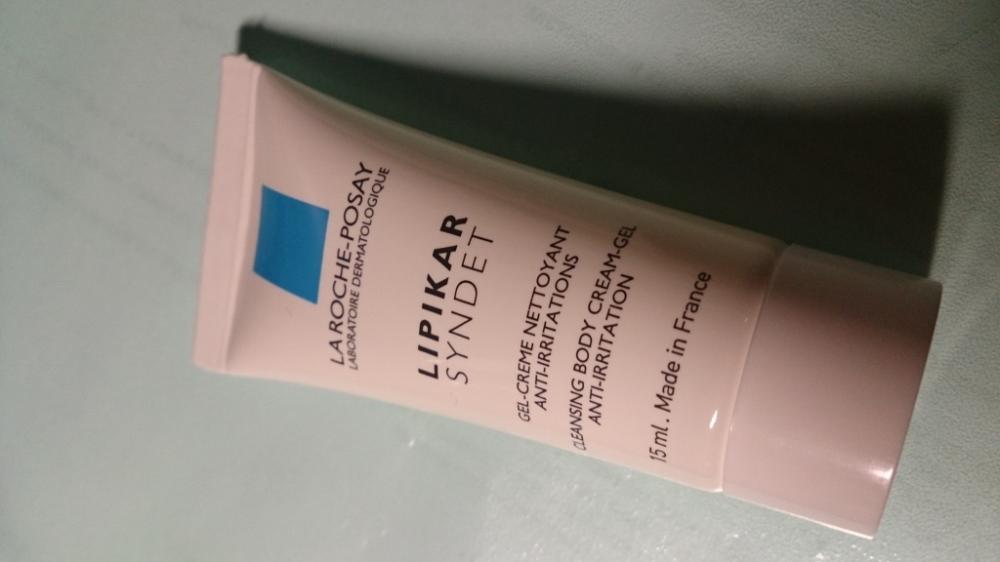 LA ROCHE-POSAY
LABORATOIRE DERMATOLOGIQUE
LIPIKAR
SYNDET
GEL-CREME NETTOYANT
ANTI-IRRITATIONS
CLEANSING BODY CREAM-GEL
ANTI-IRRITATION
15 ml. Made in France